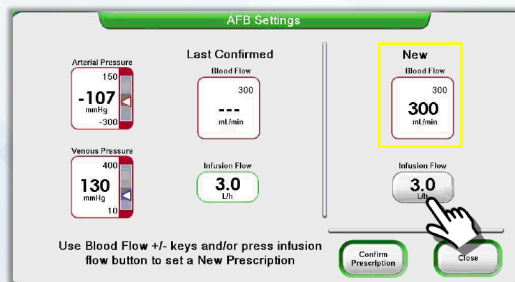 AFB Settings
Arterial Pressure
150
-107
mmHg
-300
Venous Pressure
400
130
mmHg
10
Last Confirmed
Blood Flow
300
---
mL/min
Infusion Flow
3.0
L/h
New
Blood Flow
300
300
mL/min
Infusion Flow
3.0
L/h
Use Blood Flow +/- keys and/or press infusion
flow button to set a New Prescription
Confirm
Prescription
Close